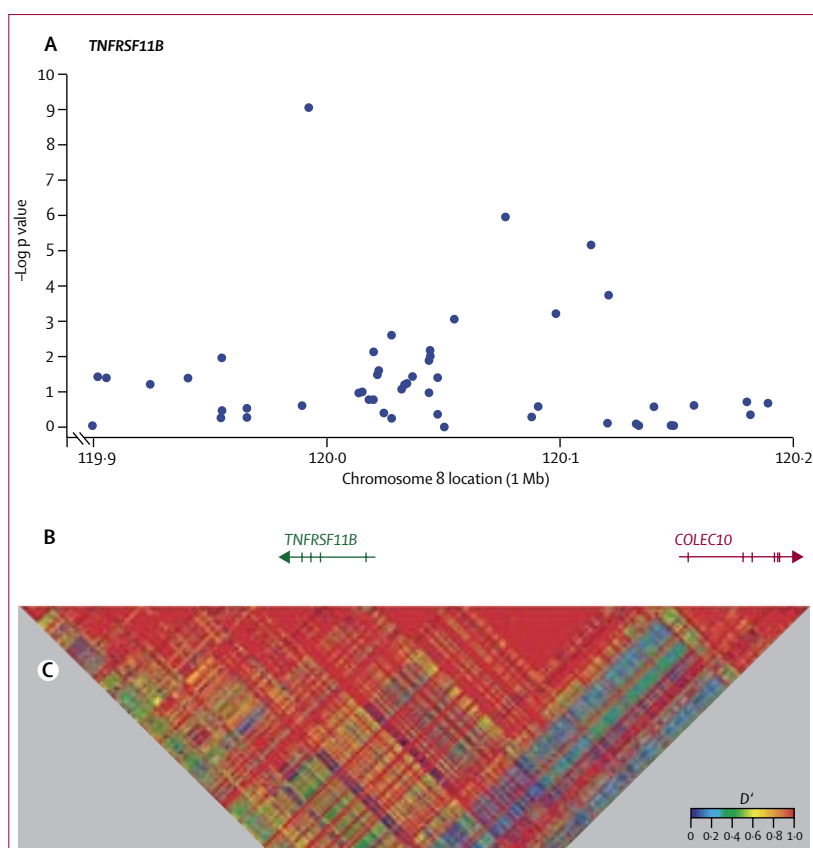 A TNFRSF11B
10
9
8
7
6
5
4
3
2
1
0
–Log p value
119·9 120·0 120·1 120·2
Chromosome 8 location (1 Mb)
B TNFRSF11B COLEC10
C
D′
0 0·2 0·4 0·6 0·8 1·0